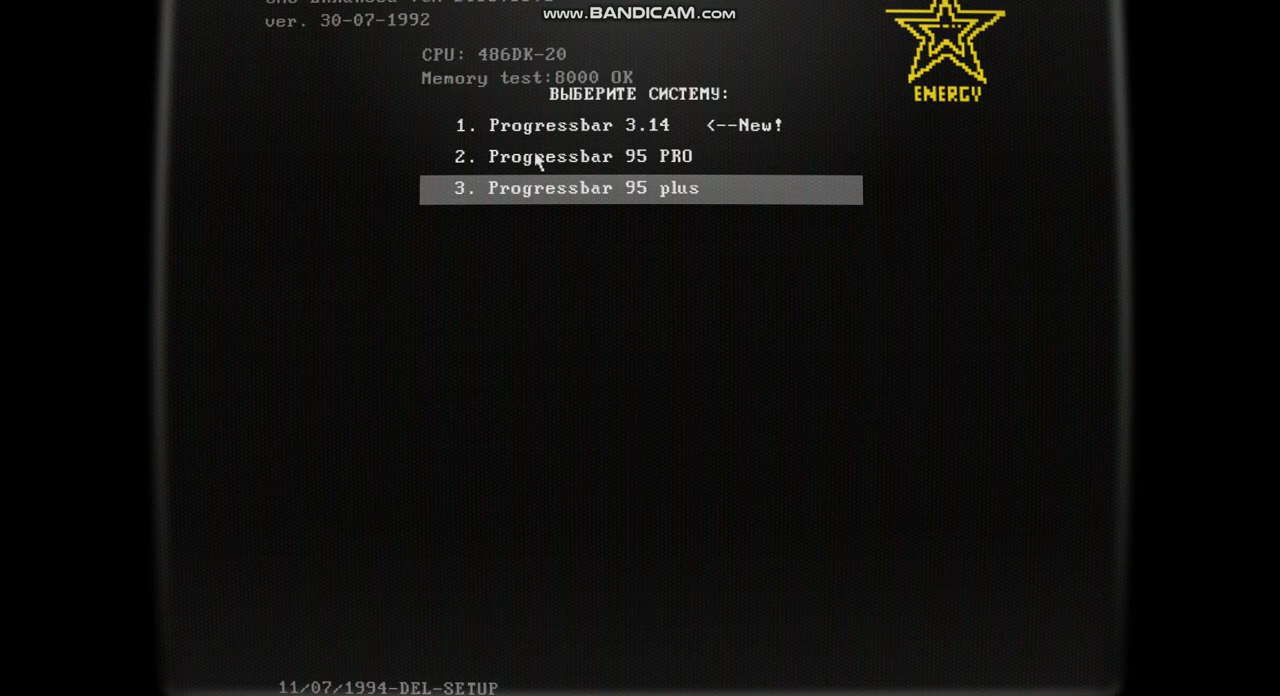 www.BANDICAM.com
ver. 30-07-1992
CPU: 486DK-20
Memory test:8000 OK
ENERGY
ВЫБЕРИТЕ СИСТЕМУ:
1. Progressbar 3.14 <--New!
2. Progressbar 95 PRO
3. Progressbar 95 plus
11/07/1994-DEL-SETUP